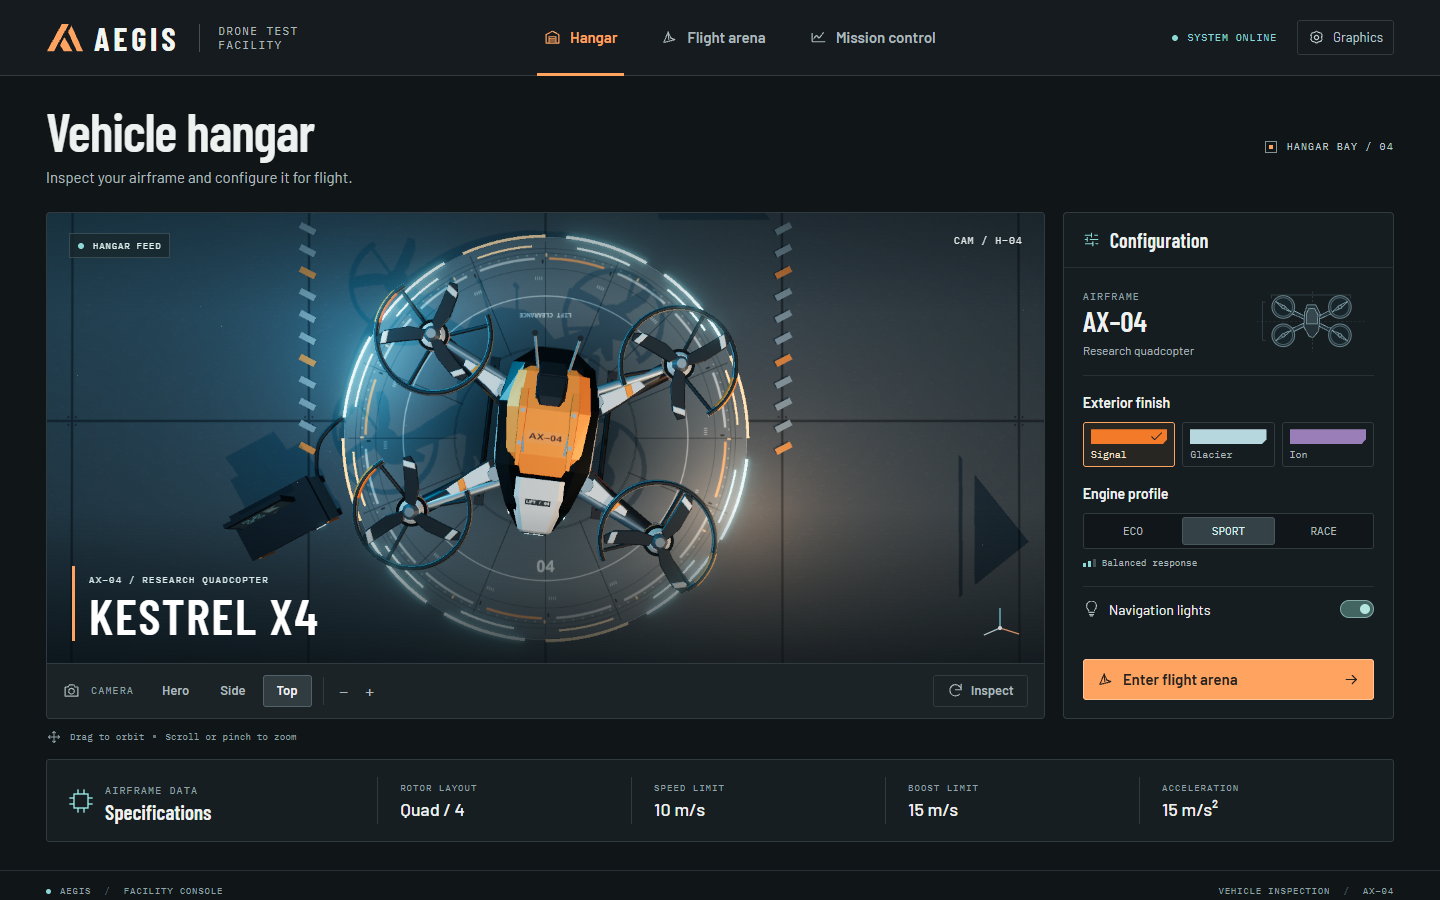 AEGIS
DRONE TEST
FACILITY
Hangar
Flight arena
Mission control
SYSTEM ONLINE
Graphics
Vehicle hangar
Inspect your airframe and configure it for flight.
HANGAR BAY / 04
HANGAR FEED
CAM / H-04
LIFT CLEARANCE
AX-04
04
AX-04 / RESEARCH QUADCOPTER
KESTREL X4
CAMERA
Hero
Side
Top
− +
Inspect
Drag to orbit • Scroll or pinch to zoom
Configuration
AIRFRAME
AX-04
Research quadcopter
Exterior finish
Signal
Glacier
Ion
Engine profile
ECO
SPORT
RACE
Balanced response
Navigation lights
Enter flight arena
AIRFRAME DATA
Specifications
ROTOR LAYOUT
Quad / 4
SPEED LIMIT
10 m/s
BOOST LIMIT
15 m/s
ACCELERATION
15 m/s²
AEGIS / FACILITY CONSOLE
VEHICLE INSPECTION / AX-04